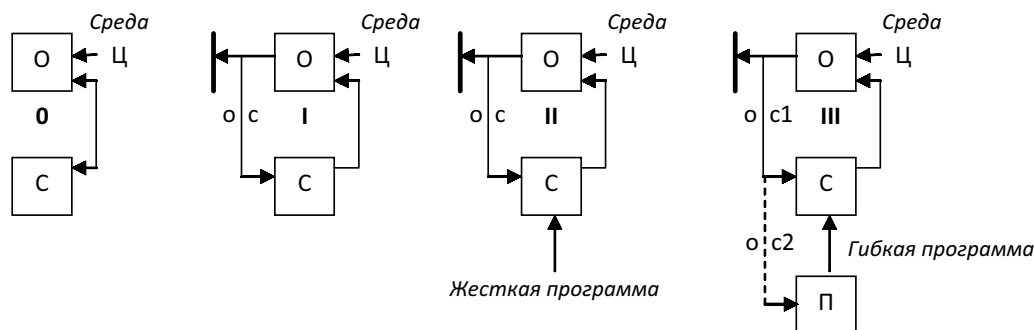 Среда Среда Среда Среда
О Ц О Ц О Ц О Ц
0 о с I о с II о с1 III
С С С С
о с2 Гибкая программа
Жесткая программа П